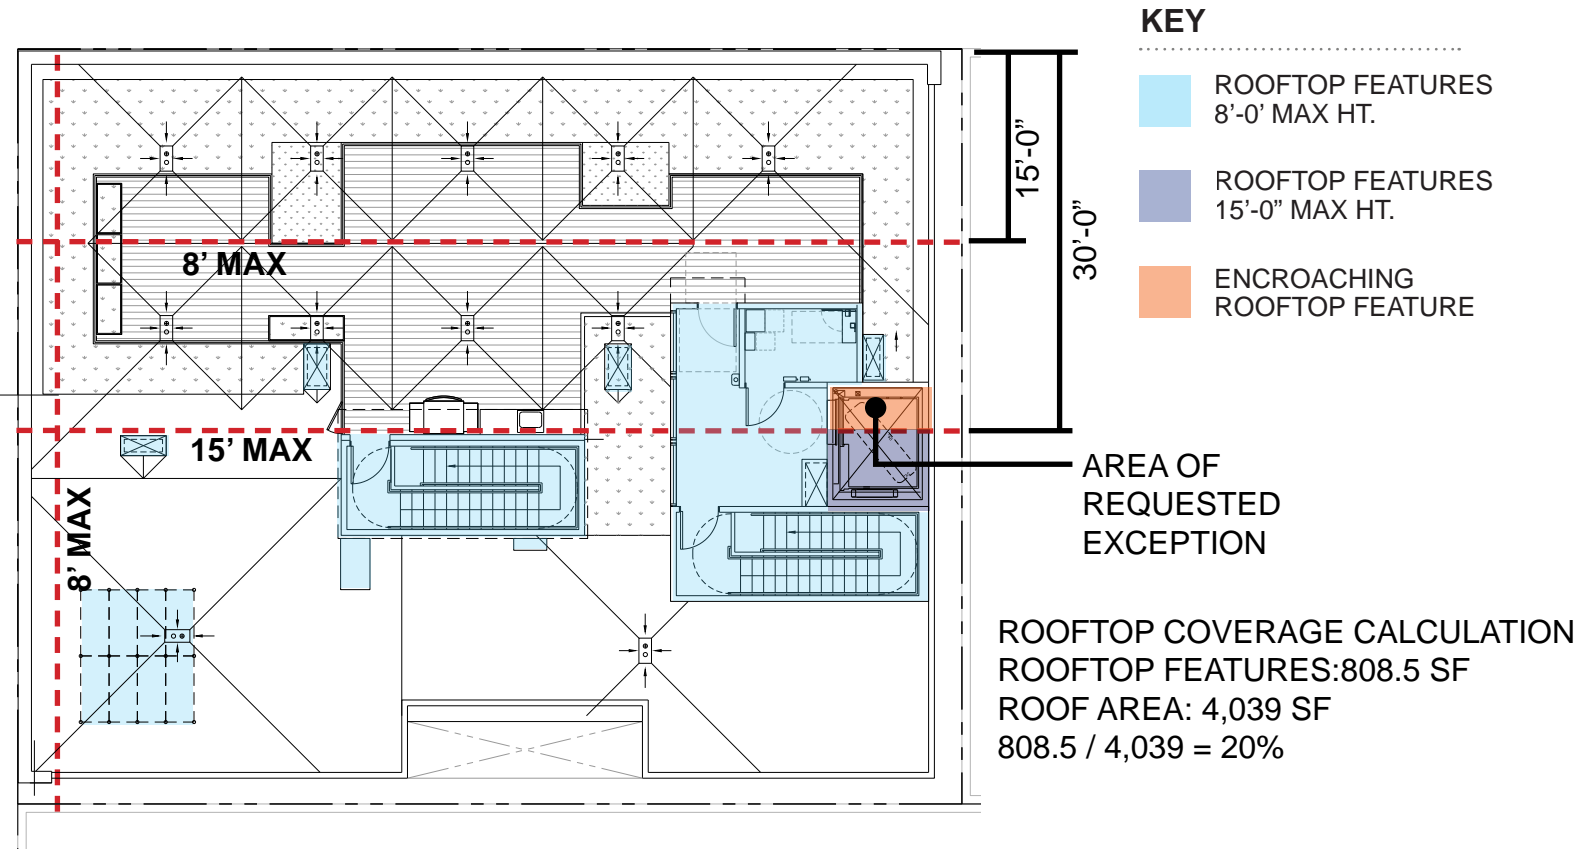 KEY
ROOFTOP FEATURES
8’-0’ MAX HT.
ROOFTOP FEATURES
15’-0” MAX HT.
ENCROACHING
ROOFTOP FEATURE
15’-0”
30’-0”
8’ MAX
15’ MAX
8’ MAX
AREA OF
REQUESTED
EXCEPTION
ROOFTOP COVERAGE CALCULATION
ROOFTOP FEATURES:808.5 SF
ROOF AREA: 4,039 SF
808.5 / 4,039 = 20%